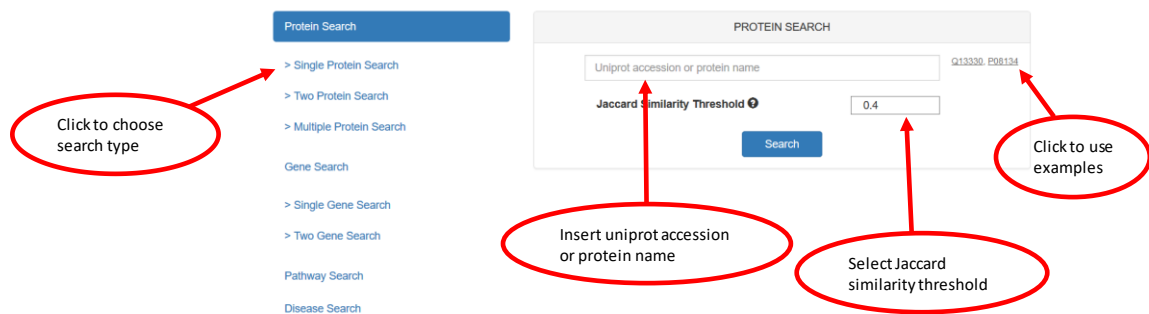 Protein Search
> Single Protein Search
> Two Protein Search
> Multiple Protein Search
Gene Search
> Single Gene Search
> Two Gene Search
Pathway Search
Disease Search
PROTEIN SEARCH
Uniprot accession or protein name
Q13330, P08134
Jaccard Similarity Threshold ?
0.4
Search
Click to choose
search type
Click to use
examples
Insert uniprot accession
or protein name
Select Jaccard
similarity threshold